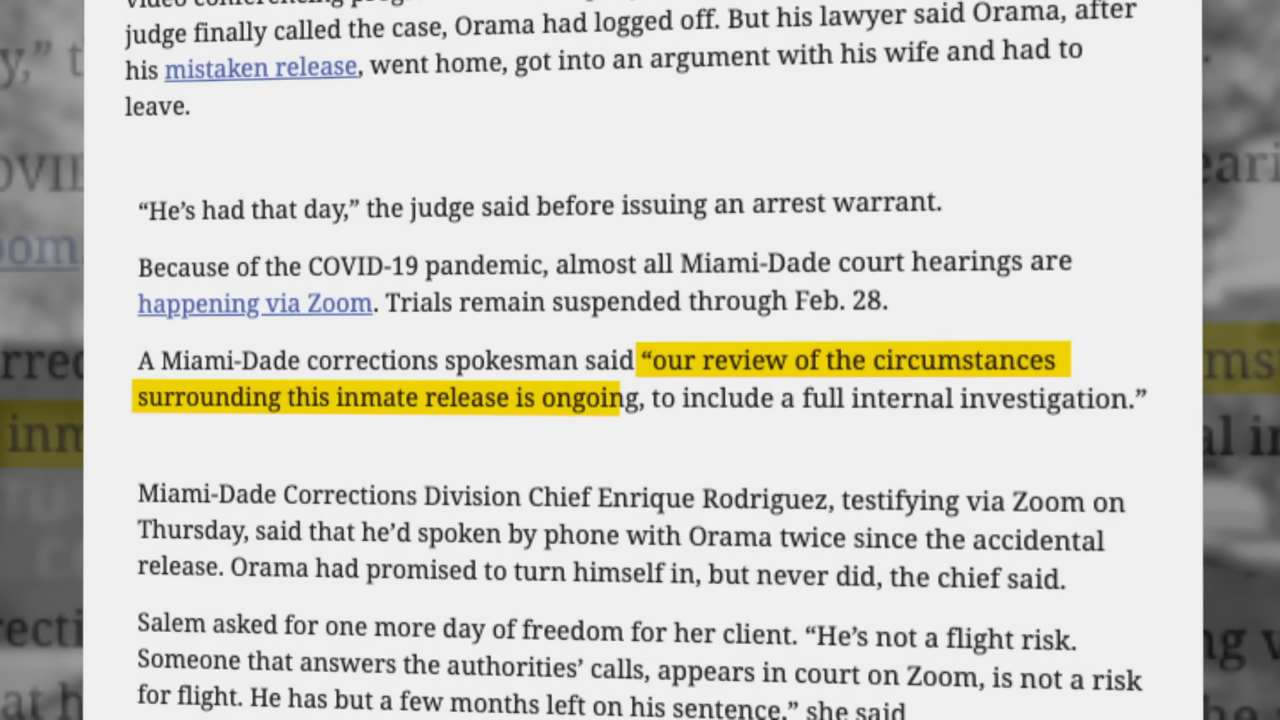 video conferencing
judge finally called the case, Orama had logged off. But his lawyer said Orama, after
his mistaken release, went home, got into an argument with his wife and had to
leave.
“He’s had that day,” the judge said before issuing an arrest warrant.
Because of the COVID-19 pandemic, almost all Miami-Dade court hearings are
happening via Zoom. Trials remain suspended through Feb. 28.
A Miami-Dade corrections spokesman said “our review of the circumstances
surrounding this inmate release is ongoing, to include a full internal investigation.”
Miami-Dade Corrections Division Chief Enrique Rodriguez, testifying via Zoom on
Thursday, said that he’d spoken by phone with Orama twice since the accidental
release. Orama had promised to turn himself in, but never did, the chief said.
Salem asked for one more day of freedom for her client. “He’s not a flight risk.
Someone that answers the authorities’ calls, appears in court on Zoom, is not a risk
for flight. He has but a few months left on his sentence,” she said